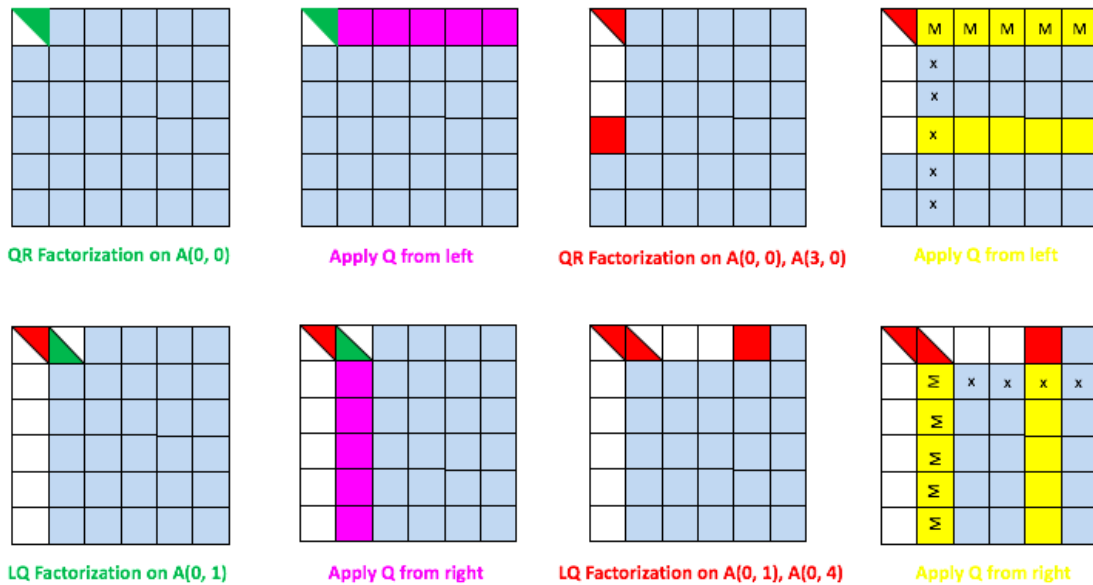 M M M M M
x
x
x
x
x
QR Factorization on A(0, 0)
Apply Q from left
QR Factorization on A(0, 0), A(3, 0)
Apply Q from left
M x x x x
M
M
M
M
LQ Factorization on A(0, 1)
Apply Q from right
LQ Factorization on A(0, 1), A(0, 4)
Apply Q from right